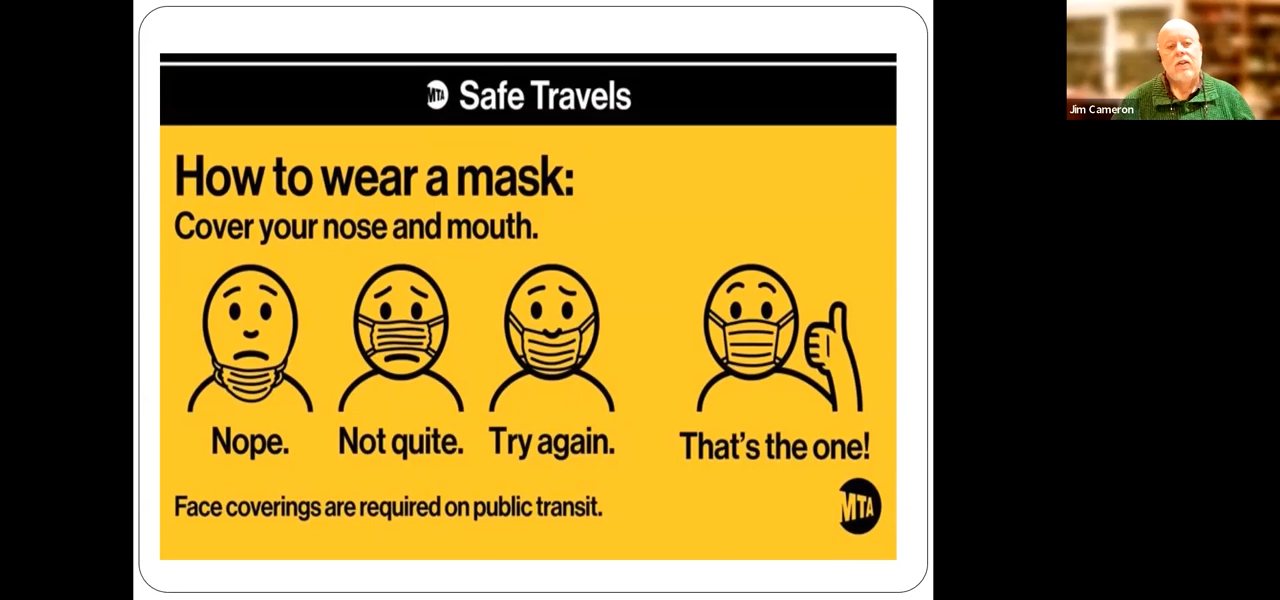 MTA Safe Travels
How to wear a mask:
Cover your nose and mouth.
Nope. Not quite. Try again. That's the one!
Face coverings are required on public transit.
MTA
Jim Cameron